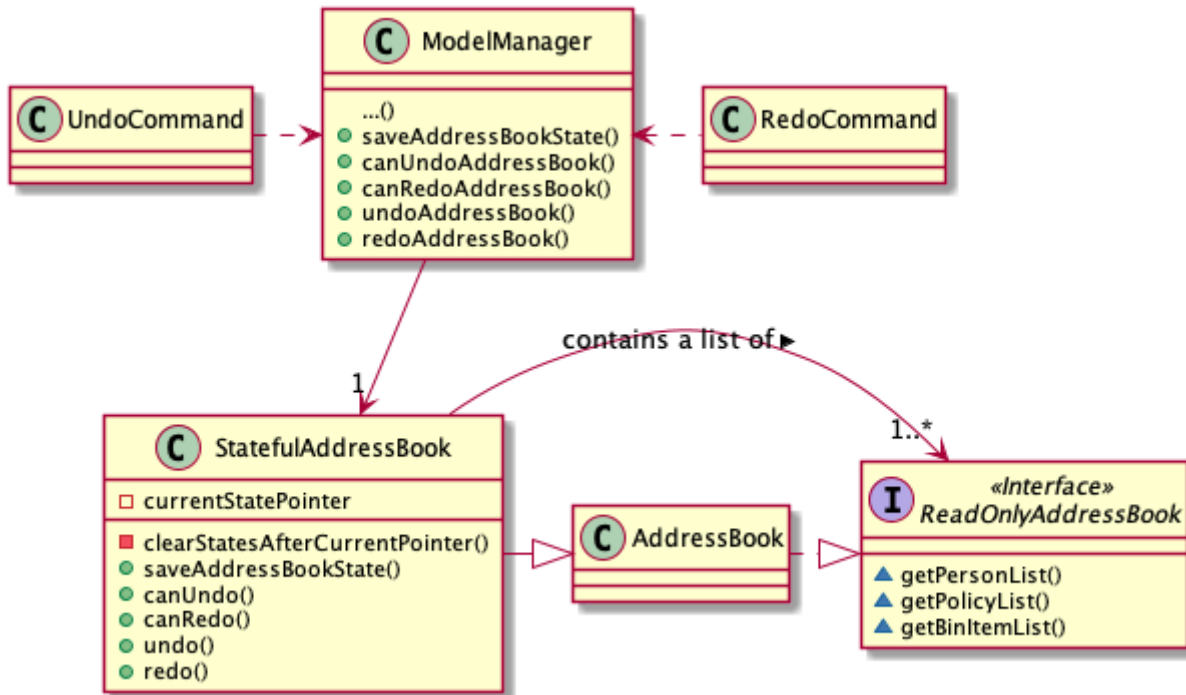 C ModelManager
...()
saveAddressBookState()
canUndoAddressBook()
canRedoAddressBook()
undoAddressBook()
redoAddressBook()
C UndoCommand
C RedoCommand
contains a list of ▸
1
1..*
C StatefulAddressBook
currentStatePointer
clearStatesAfterCurrentPointer()
saveAddressBookState()
canUndo()
canRedo()
undo()
redo()
C AddressBook
I «Interface»
ReadOnlyAddressBook
getPersonList()
getPolicyList()
getBinItemList()